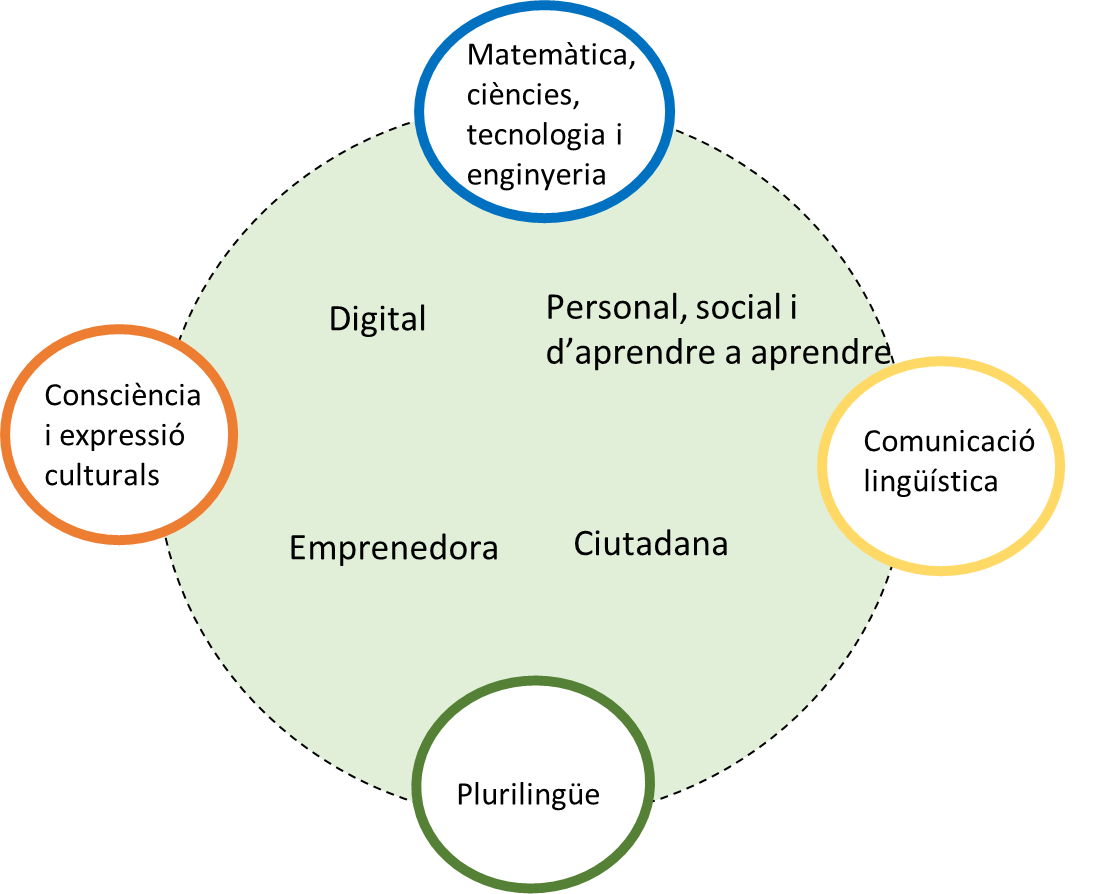 Matemàtica,
ciències,
tecnologia i
enginyeria
Digital
Personal, social i
d’aprendre a aprendre
Consciència
i expressió
culturals
Comunicació
lingüística
Emprenedora
Ciutadana
Plurilingüe